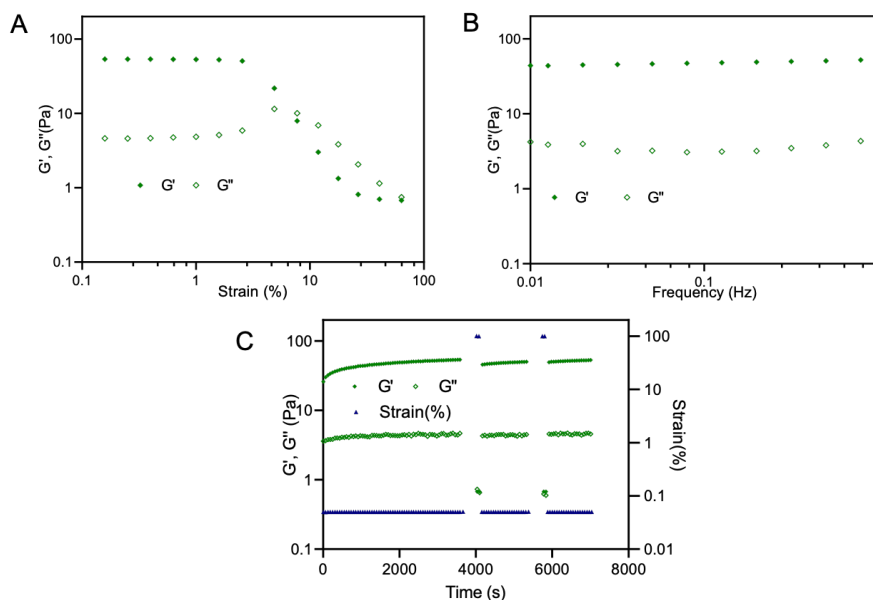 A
100
10
1
0.1
G', G"(Pa)
G' G"
0.1 1 10 100
Strain (%)
B
100
10
1
0.1
G', G"(Pa)
G' G"
0.01 0.1
Frequency (Hz)
C
100
10
1
0.1
G', G" (Pa)
G' G"
Strain(%)
100
10
1
0.1
0.01
Strain(%)
0 2000 4000 6000 8000
Time (s)